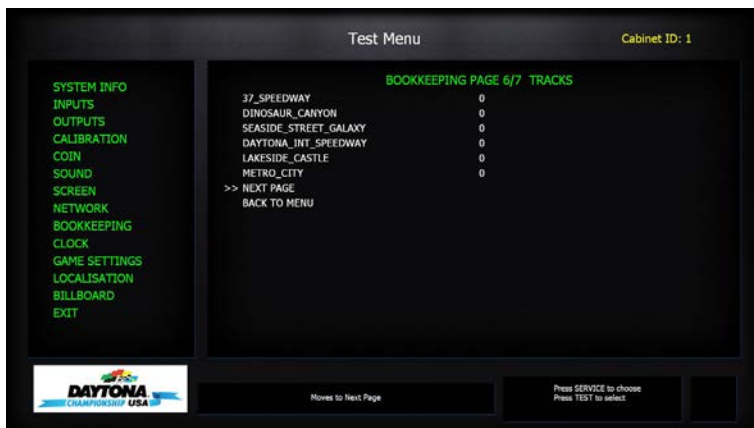 Test Menu
Cabinet ID: 1
SYSTEM INFO
INPUTS
OUTPUTS
CALIBRATION
COIN
SOUND
SCREEN
NETWORK
BOOKKEEPING
CLOCK
GAME SETTINGS
LOCALISATION
BILLBOARD
EXIT
BOOKKEEPING PAGE 6/7 TRACKS
37_SPEEDWAY 0
DINOSAUR_CANYON 0
SEASIDE_STREET_GALAXY 0
DAYTONA_INT_SPEEDWAY 0
LAKESIDE_CASTLE 0
METRO_CITY 0
>> NEXT PAGE
BACK TO MENU
DAYTONA
CHAMPIONSHIP USA
Moves to Next Page
Press SERVICE to choose
Press TEST to select